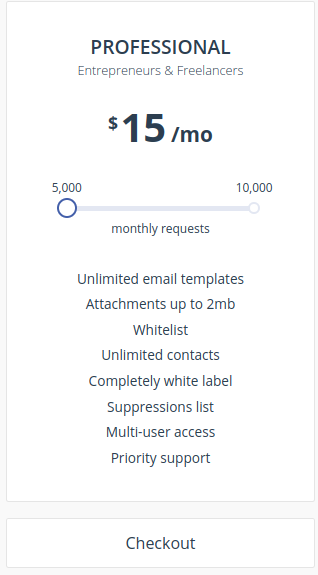 PROFESSIONAL
Entrepreneurs & Freelancers
$15 /mo
5,000 10,000
monthly requests
Unlimited email templates
Attachments up to 2mb
Whitelist
Unlimited contacts
Completely white label
Suppressions list
Multi-user access
Priority support
Checkout